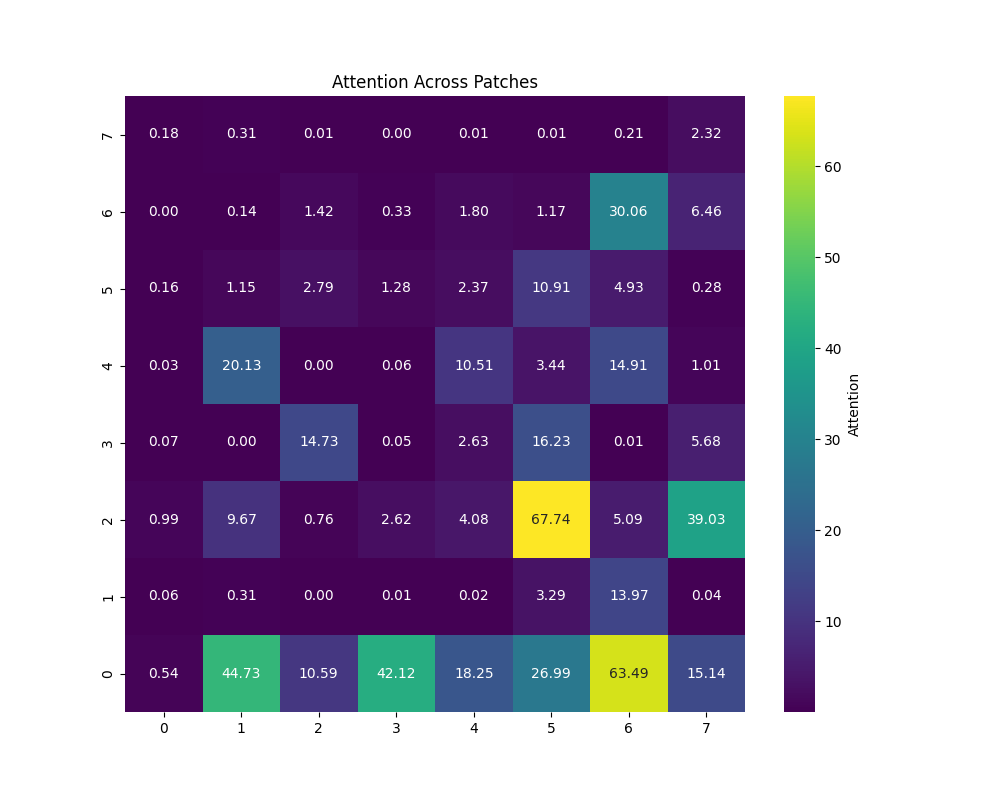 Attention Across Patches
7 0.18 0.31 0.01 0.00 0.01 0.01 0.21 2.32
60
6 0.00 0.14 1.42 0.33 1.80 1.17 30.06 6.46
50
5 0.16 1.15 2.79 1.28 2.37 10.91 4.93 0.28
40
4 0.03 20.13 0.00 0.06 10.51 3.44 14.91 1.01
Attention
30
3 0.07 0.00 14.73 0.05 2.63 16.23 0.01 5.68
2 0.99 9.67 0.76 2.62 4.08 67.74 5.09 39.03
20
1 0.06 0.31 0.00 0.01 0.02 3.29 13.97 0.04
10
0 0.54 44.73 10.59 42.12 18.25 26.99 63.49 15.14
0 1 2 3 4 5 6 7